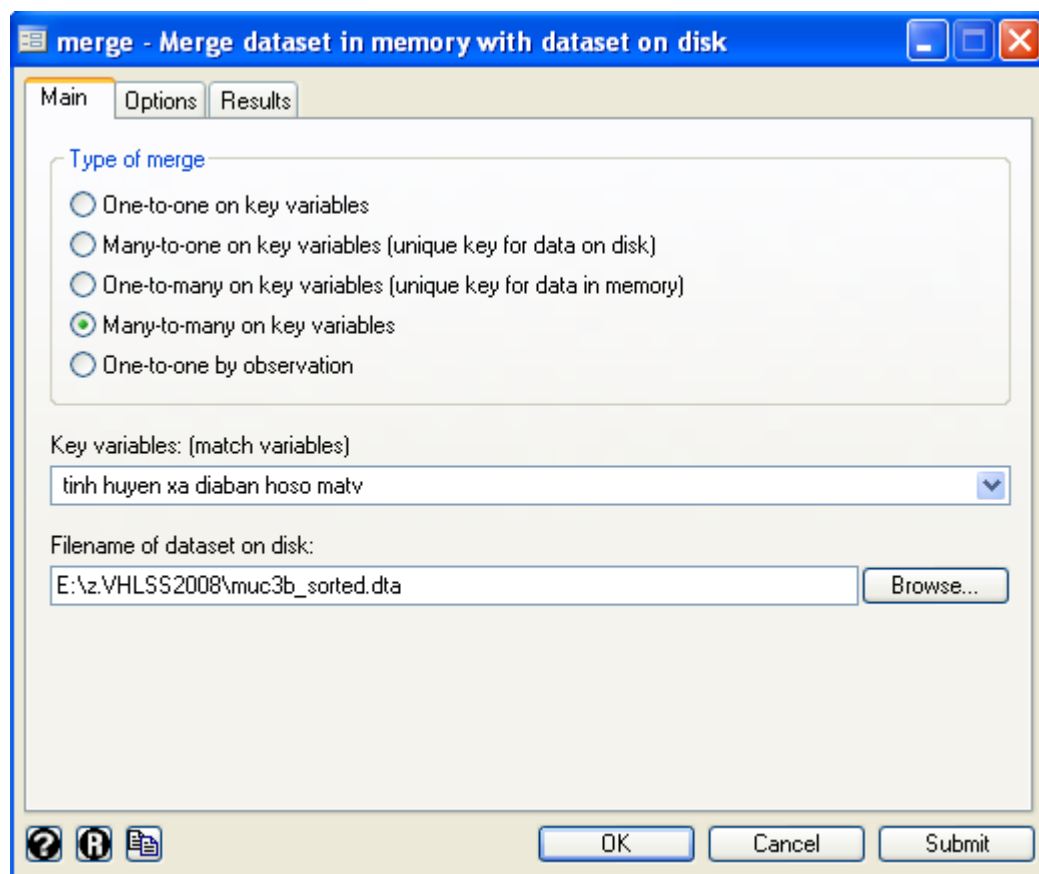 merge - Merge dataset in memory with dataset on disk
Main Options Results
Type of merge
One-to-one on key variables
Many-to-one on key variables (unique key for data on disk)
One-to-many on key variables (unique key for data in memory)
Many-to-many on key variables
One-to-one by observation
Key variables: (match variables)
tinh huyen xa diaban hoso matv
Filename of dataset on disk:
E:\z.VHLSS2008\muc3b_sorted.dta Browse...
? R OK Cancel Submit